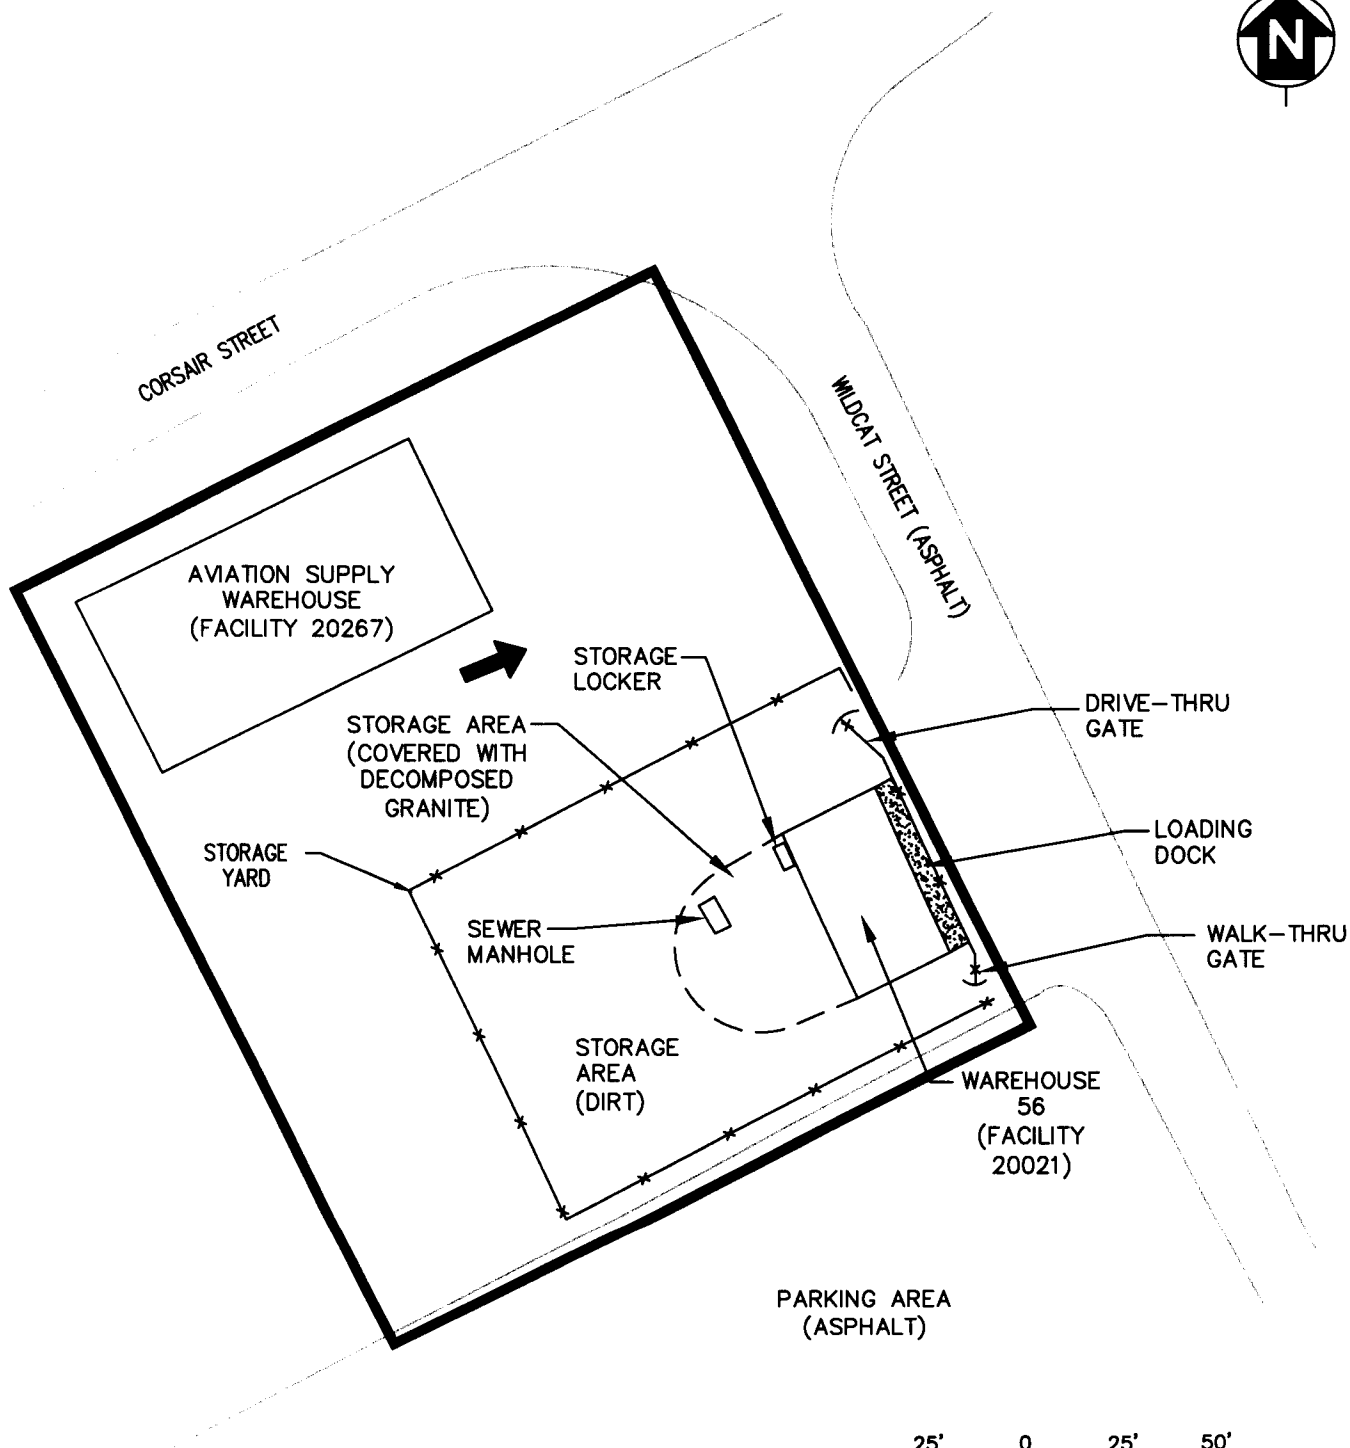 N
CORSAIR STREET
WILDCAT STREET (ASPHALT)
AVIATION SUPPLY
WAREHOUSE
(FACILITY 20267)
STORAGE
LOCKER
DRIVE-THRU
GATE
STORAGE AREA
(COVERED WITH
DECOMPOSED
GRANITE)
LOADING
DOCK
STORAGE
YARD
SEWER
MANHOLE
WALK-THRU
GATE
STORAGE
AREA
(DIRT)
WAREHOUSE
56
(FACILITY
20021)
PARKING AREA
(ASPHALT)
25' 0 25' 50'